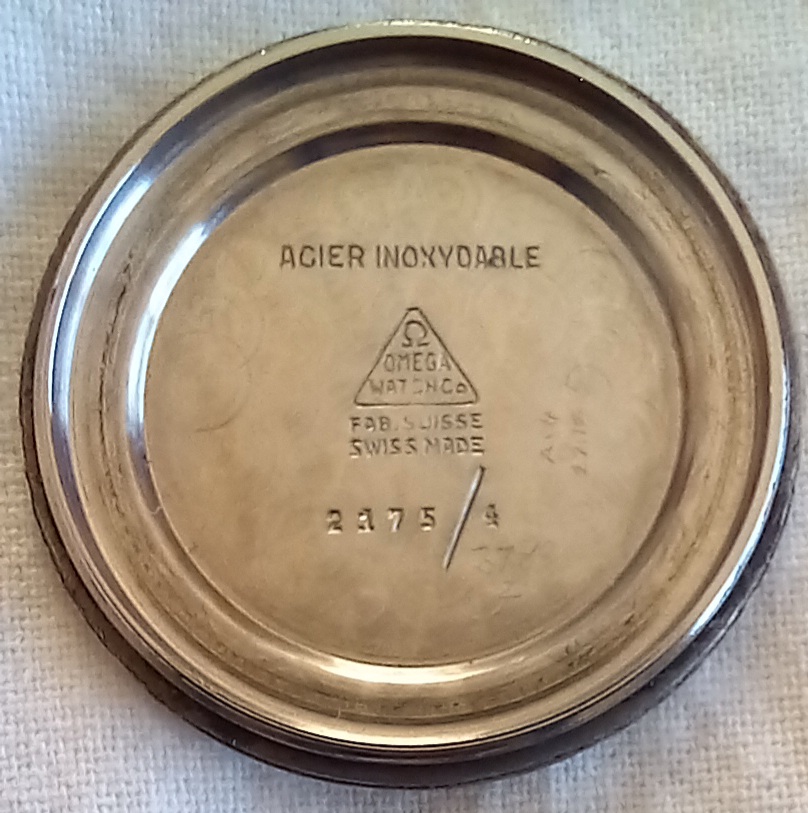 ACIER INOXYDABLE
Ω
OMEGA
WATCH Co
FAB. SUISSE
SWISS MADE
2175/4